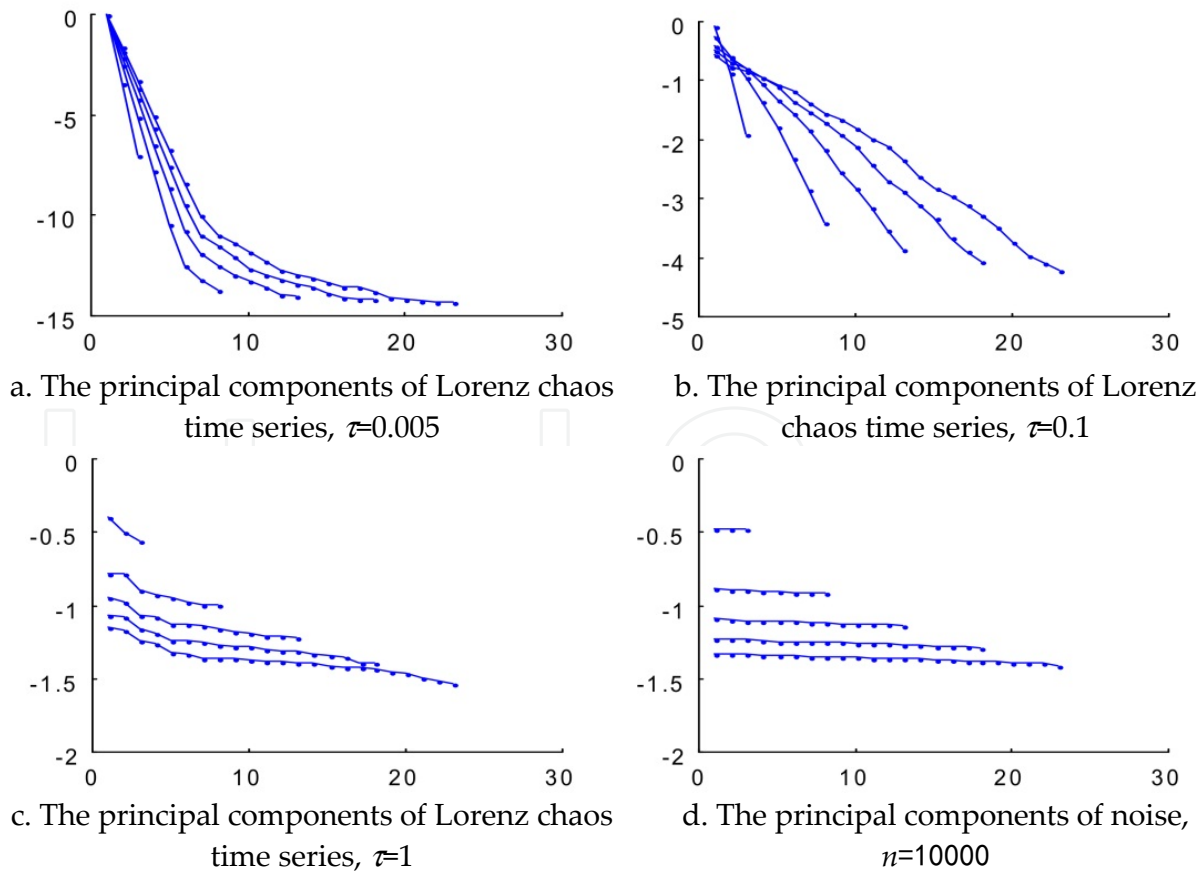 0
-5
-10
-15
0 10 20 30
a. The principal components of Lorenz chaos
time series, τ=0.005
0
-1
-2
-3
-4
-5
0 10 20 30
b. The principal components of Lorenz
chaos time series, τ=0.1
0
-0.5
-1
-1.5
-2
0 10 20 30
c. The principal components of Lorenz chaos
time series, τ=1
0
-0.5
-1
-1.5
-2
0 10 20 30
d. The principal components of noise,
n=10000